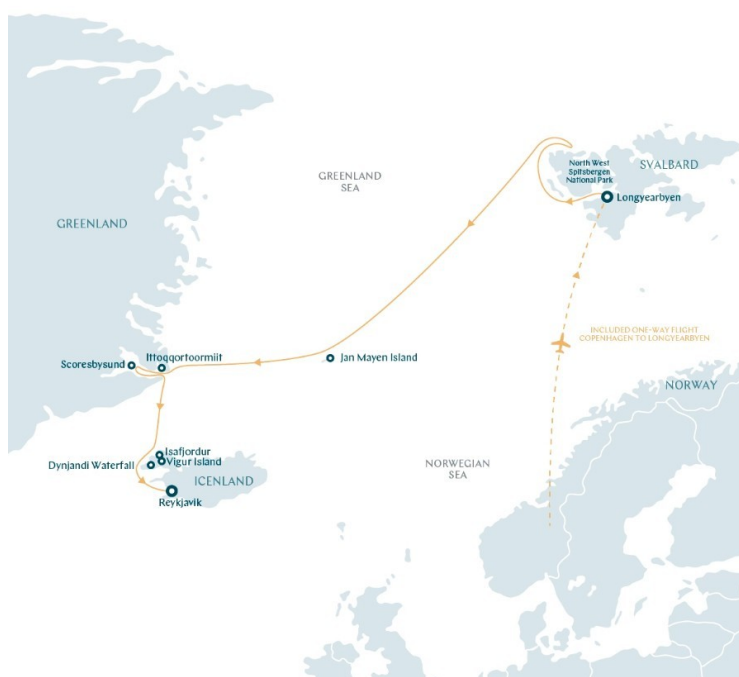 North West
Spitsbergen
National Park
SVALBARD
Longyearbyen
GREENLAND
SEA
GREENLAND
INCLUDED ONE-WAY FLIGHT
COPENHAGEN TO LONGYEARBYEN
Ittoqqortoormiit
Scoresbysund
Jan Mayen Island
NORWAY
Isafjordur
Vigur Island
Dynjandi Waterfall
NORWEGIAN
SEA
ICENLAND
Reykjavik